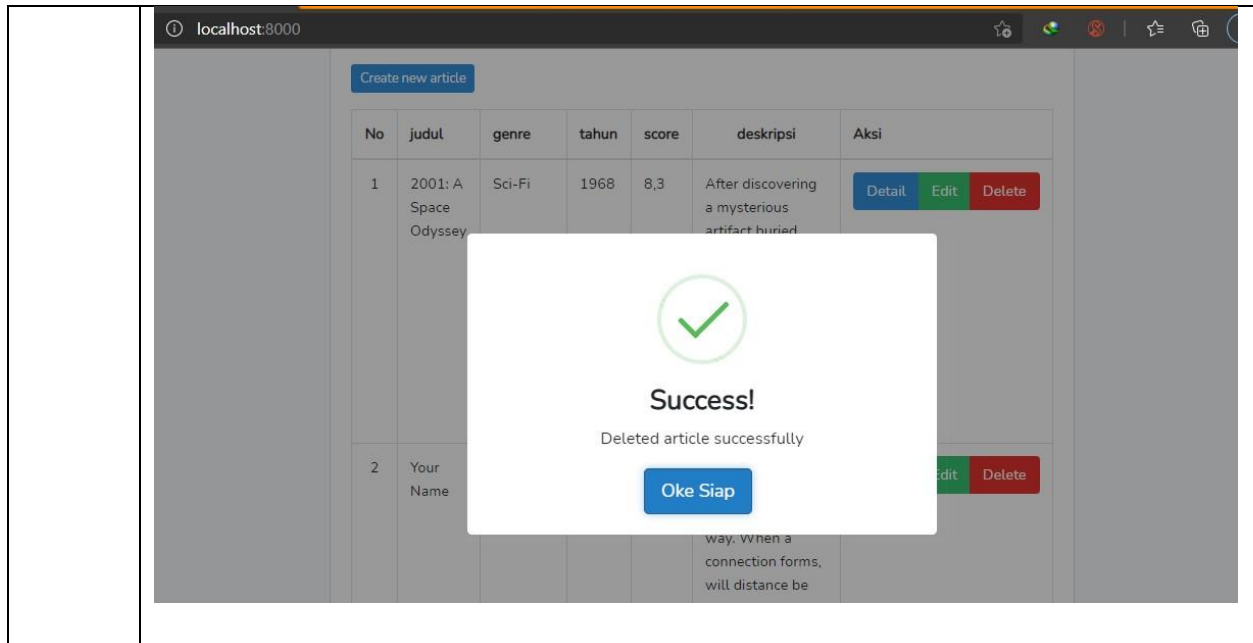 localhost:8000
Create new article
No judul genre tahun score deskripsi Aksi
1 2001: A Sci-Fi 1968 8,3 After discovering Detail Edit Delete
Space a mysterious
Odyssey artifact buried
Success!
Deleted article successfully
Oke Siap
2 Your Edit Delete
Name
way. When a
connection forms,
will distance be